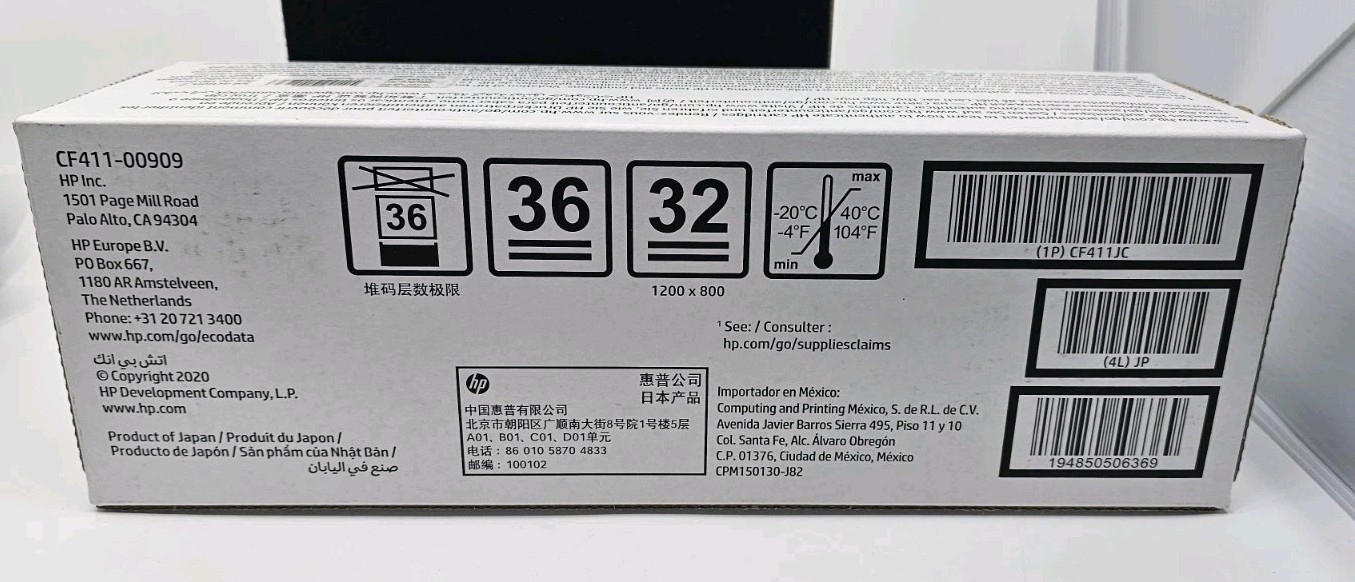 CF411-00909
HP Inc.
1501 Page Mill Road
Palo Alto, CA 94304
HP Europe B.V.
PO Box 667,
1180 AR Amstelveen,
The Netherlands
Phone: +31 20 721 3400
www.hp.com/go/ecodata
اتش بي انك
© Copyright 2020
HP Development Company, L.P.
www.hp.com
Product of Japan / Produit du Japon /
Producto de Japón / Sản phẩm của Nhật Bản /
صنع في اليابان
36
堆码层数极限
36
32
1200 x 800
max
-20°C 40°C
-4°F 104°F
min
(1P) CF411JC
(4L) JP
194850506369
¹ See: / Consulter :
hp.com/go/suppliesclaims
hp
惠普公司
日本产品
中国惠普有限公司
北京市朝阳区广顺南大街8号院1号楼5层
A01、B01、C01、D01单元
电话：86 010 5870 4833
邮编：100102
Importador en México:
Computing and Printing México, S. de R.L. de C.V.
Avenida Javier Barros Sierra 495, Piso 11 y 10
Col. Santa Fe, Alc. Álvaro Obregón
C.P. 01376, Ciudad de México, México
CPM150130-J82